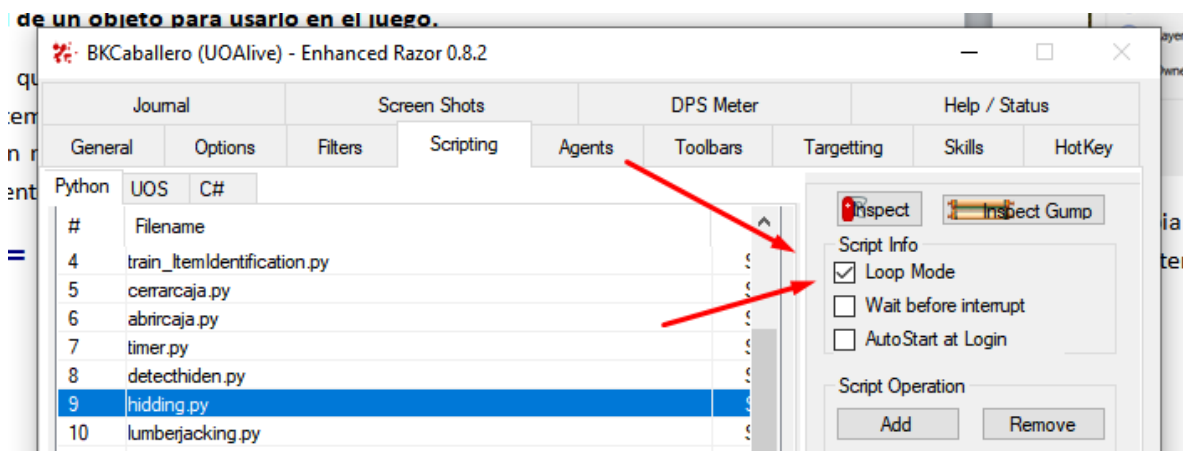 de un objeto para usarlo en el juego.
BKCaballero (UOAlive) - Enhanced Razor 0.8.2
Journal Screen Shots DPS Meter Help / Status
General Options Filters Scripting Agents Toolbars Targetting Skills HotKey
Python UOS C#
Inspect Inspect Gump
# Filename
Script Info
4 train_ItemIdentification.py
Loop Mode
5 cerrarcaja.py
Wait before interrupt
6 abrircaja.py
AutoStart at Login
7 timer.py
8 detecthiden.py
Script Operation
9 hidding.py
Add Remove
10 lumberjacking.py